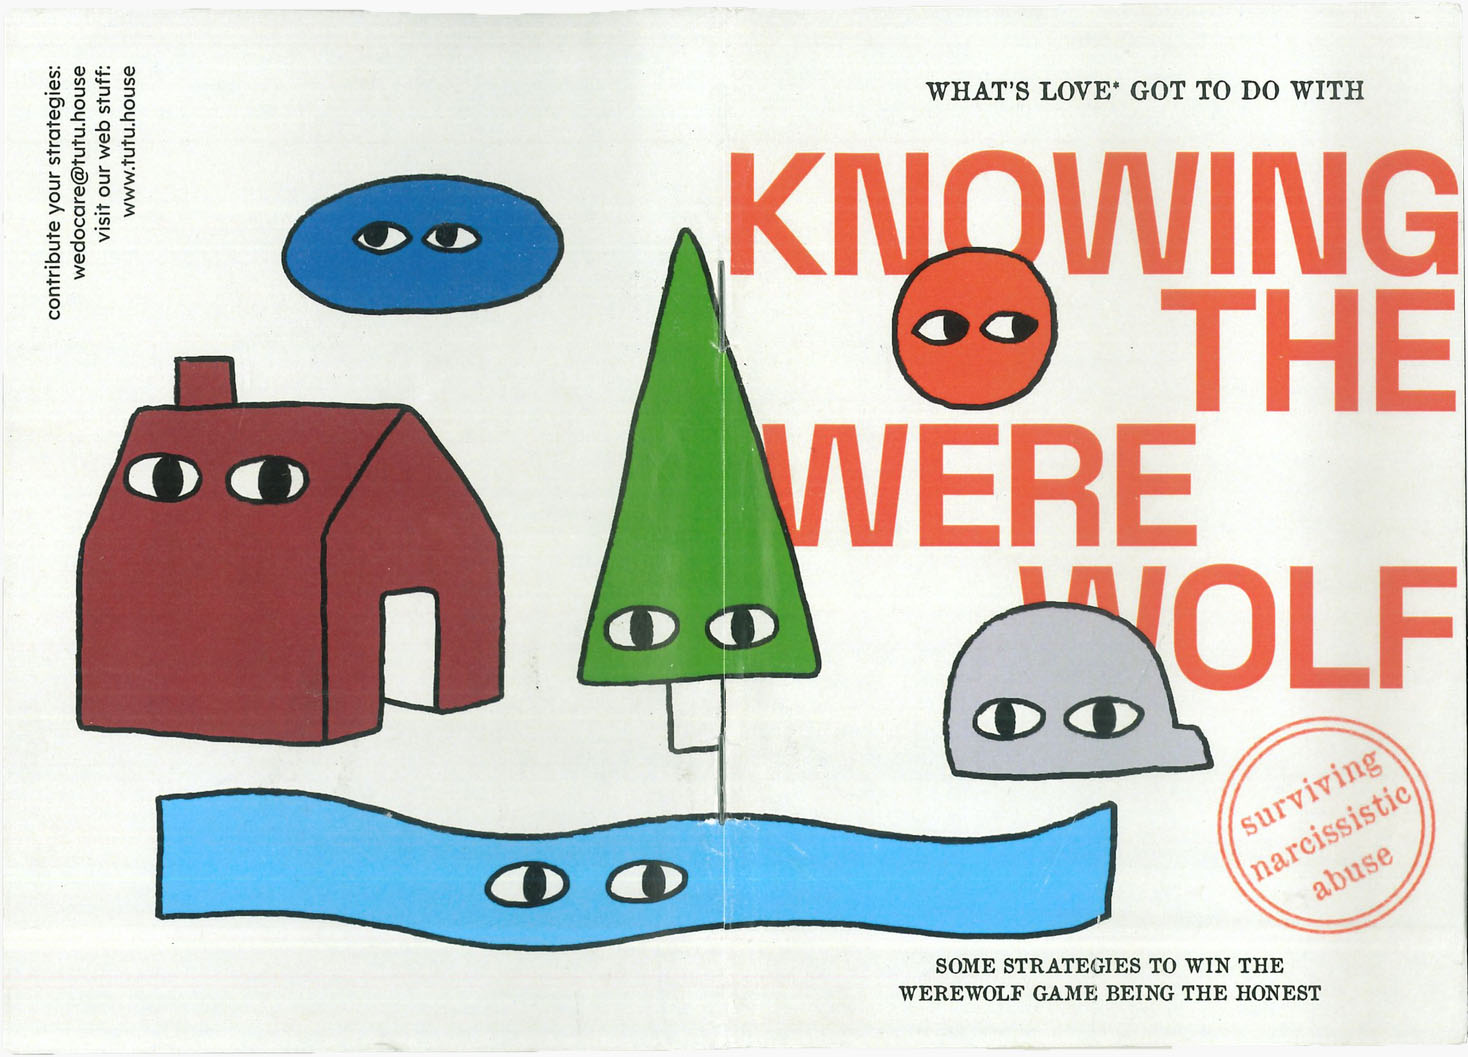 contribute your strategies:
wedocare@tutu.house
visit our web stuff:
www.tutu.house
WHAT'S LOVE* GOT TO DO WITH
KNOWING
THE
WERE
WOLF
surviving
narcissistic
abuse
SOME STRATEGIES TO WIN THE
WEREWOLF GAME BEING THE HONEST